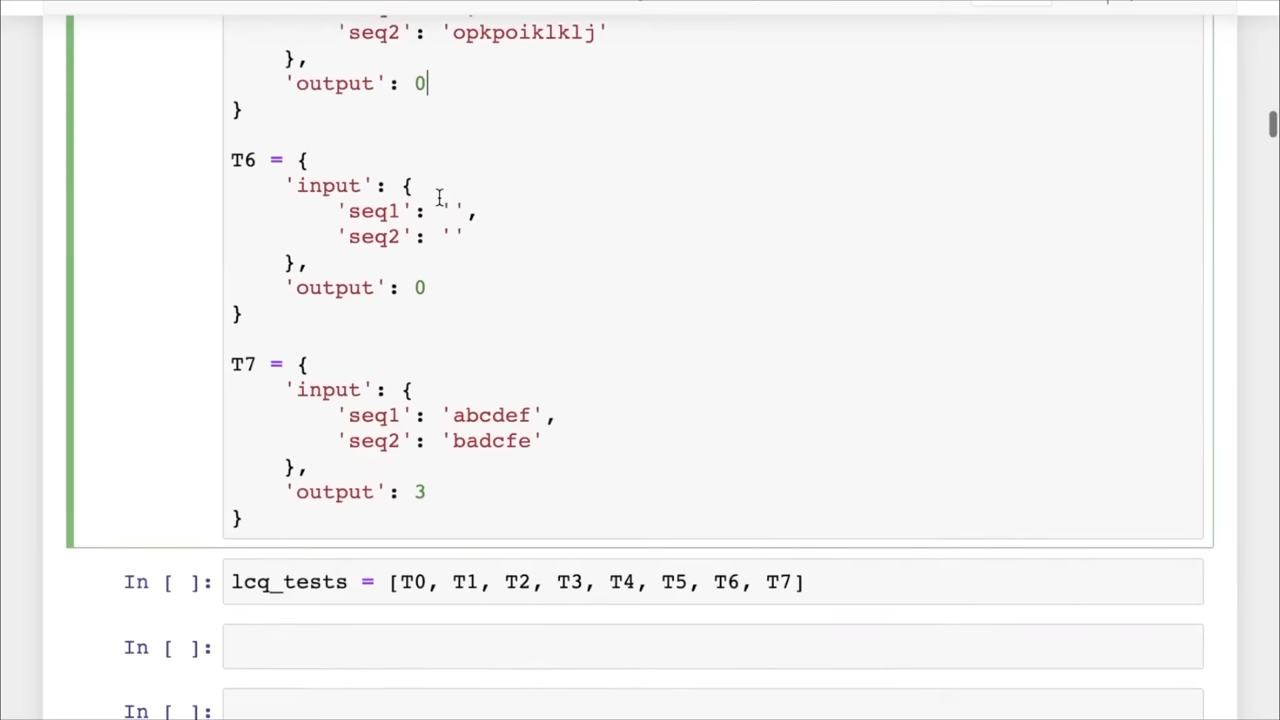 'seq2': 'opkpoiklklj'
},
'output': 0
}
T6 = {
'input': {
'seq1': '',
'seq2': ''
},
'output': 0
}
T7 = {
'input': {
'seq1': 'abcdef',
'seq2': 'badcfe'
},
'output': 3
}
In [ ]: lcq_tests = [T0, T1, T2, T3, T4, T5, T6, T7]
In [ ]:
In [ ]: